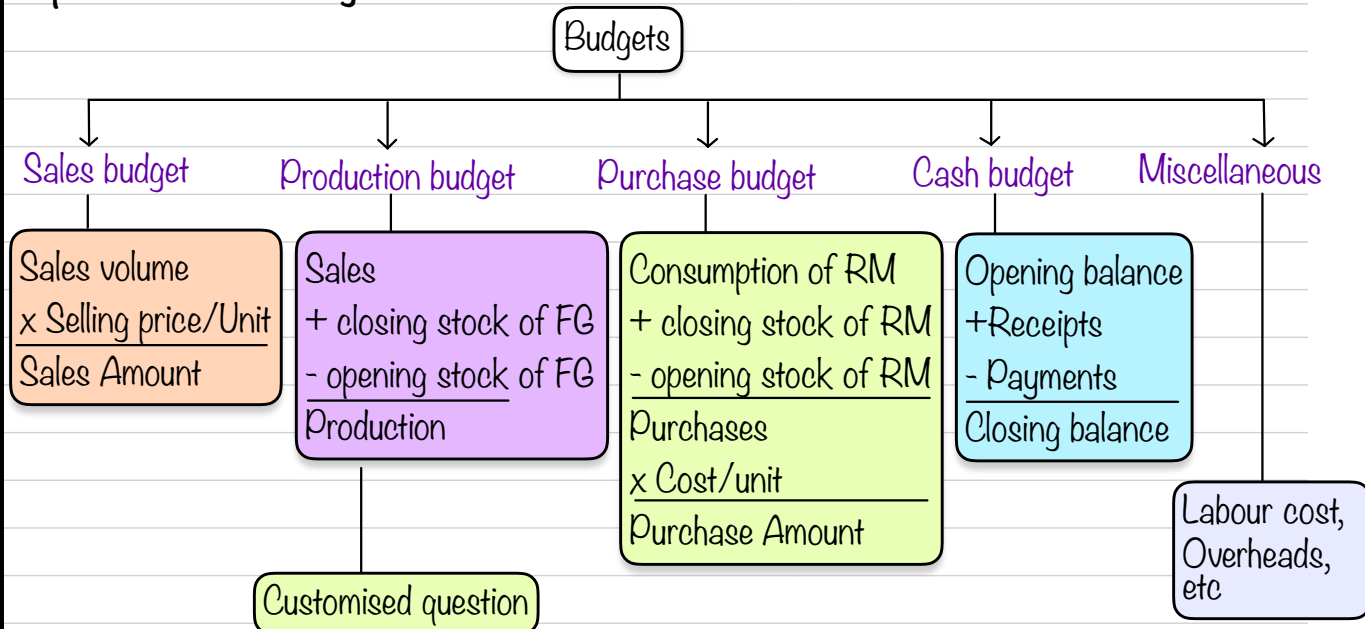 Budgets
Sales budget
Production budget
Purchase budget
Cash budget
Miscellaneous
Sales volume
x Selling price/Unit
Sales Amount
Sales
+ closing stock of FG
- opening stock of FG
Production
Consumption of RM
+ closing stock of RM
- opening stock of RM
Purchases
x Cost/unit
Purchase Amount
Opening balance
+Receipts
- Payments
Closing balance
Labour cost,
Overheads,
etc
Customised question